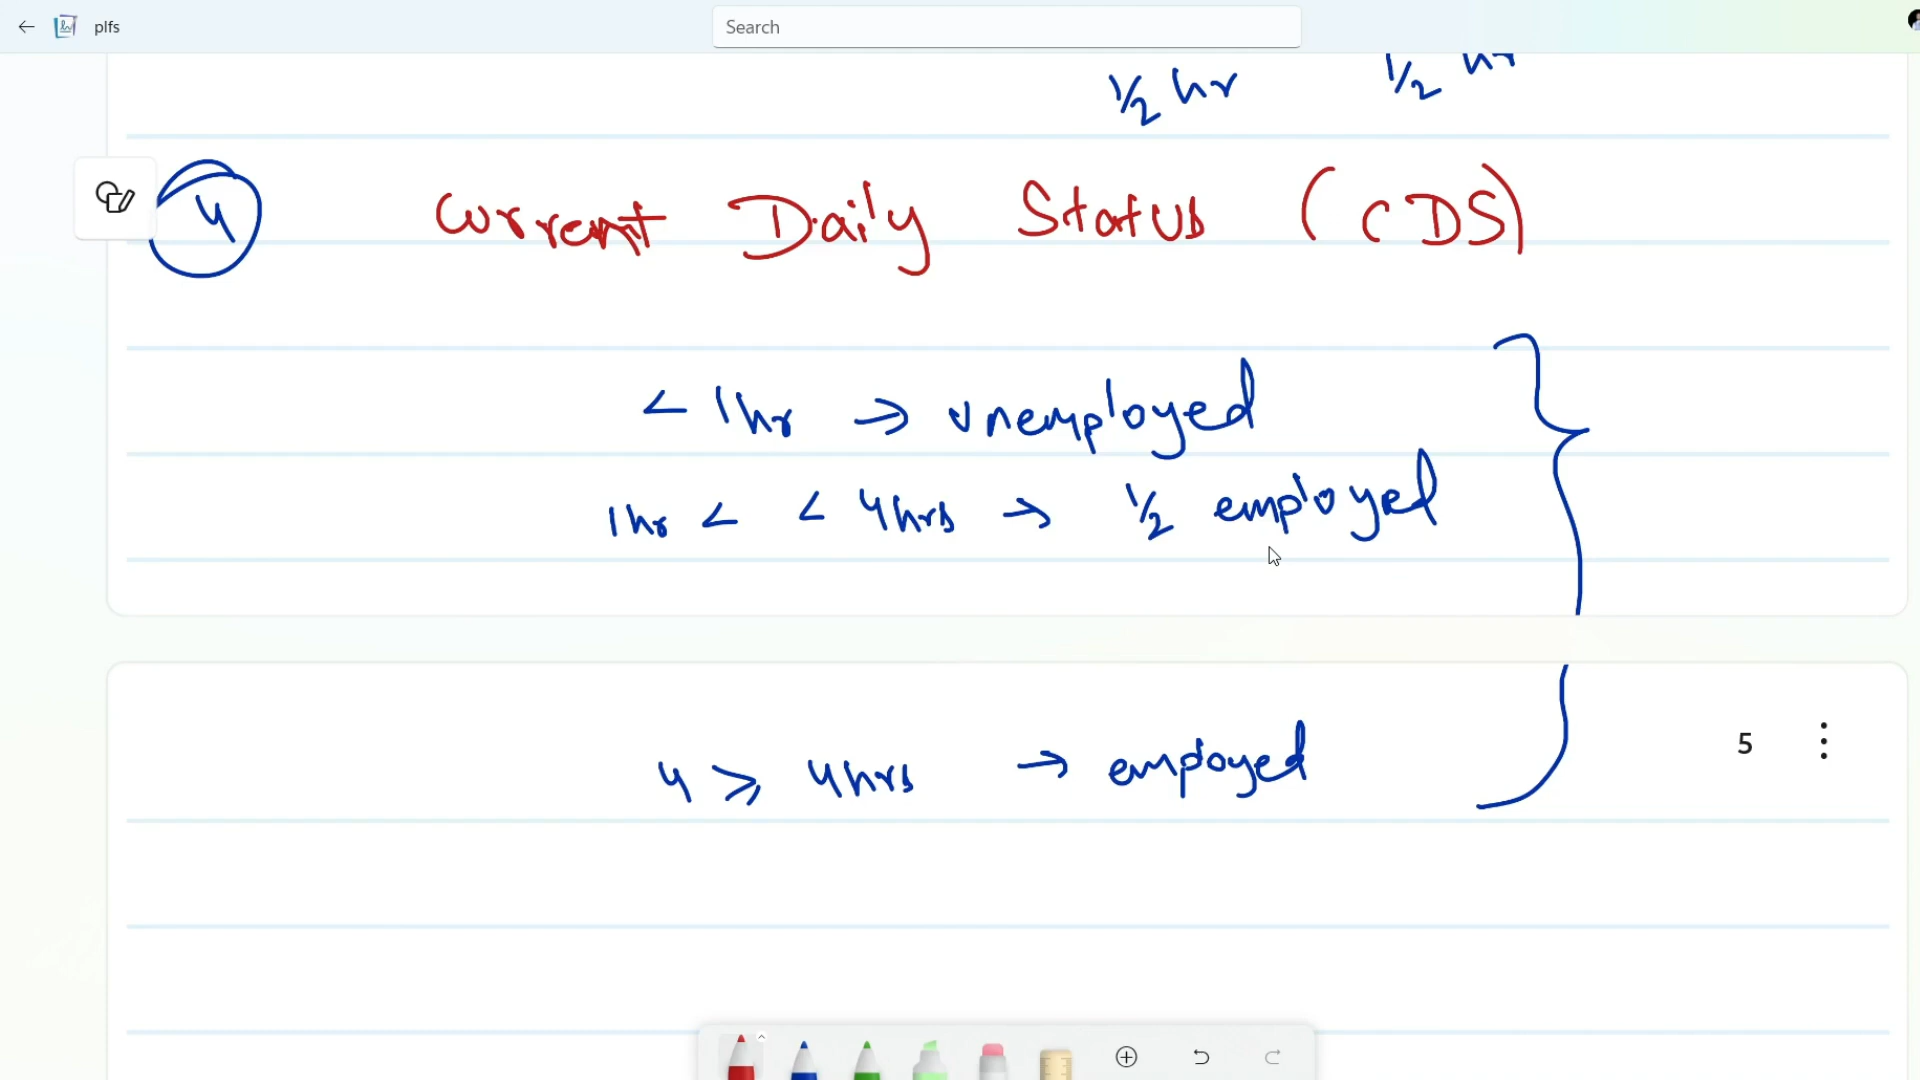 plfs
Search
1/2 hr 1/2 hr
4 Current Daily Status (CDS)
< 1hr → unemployed
1hr < < 4hrs → 1/2 employed
4 ≥ 4hrs → employed
5